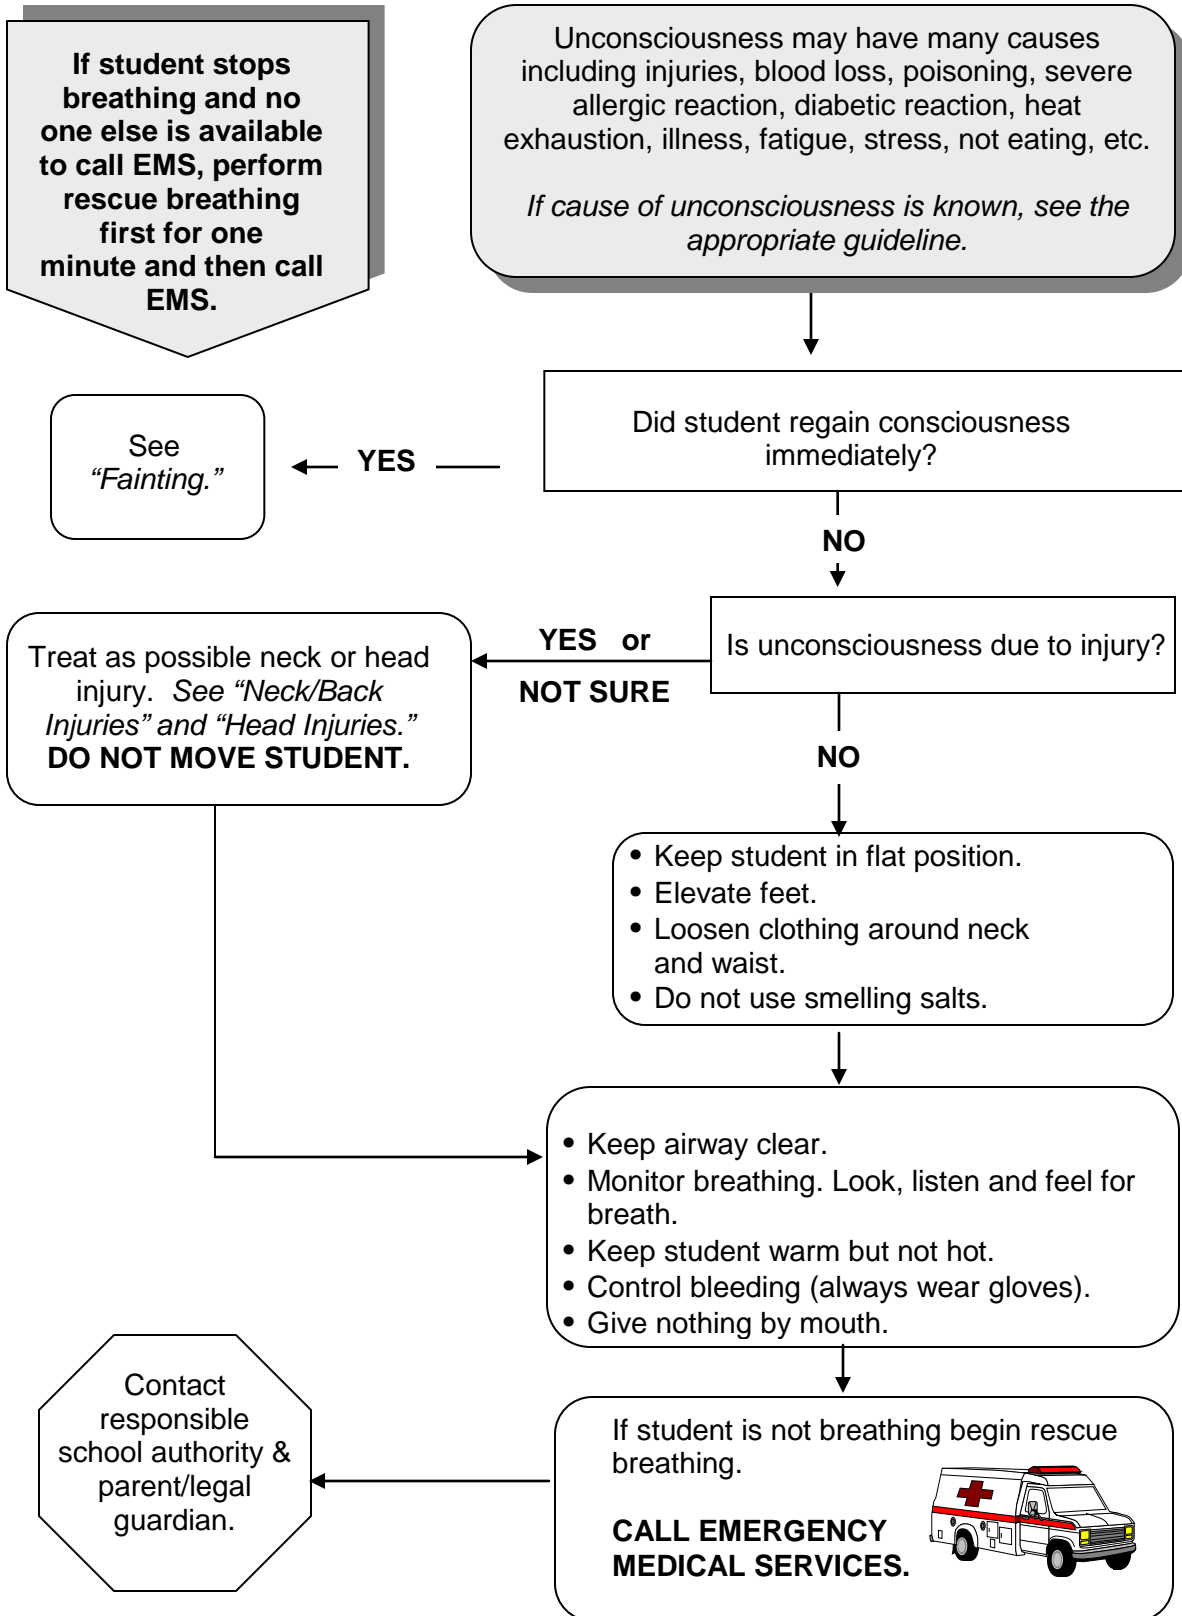 If student stops
breathing and no
one else is available
to call EMS, perform
rescue breathing
first for one
minute and then call
EMS.
Unconsciousness may have many causes
including injuries, blood loss, poisoning, severe
allergic reaction, diabetic reaction, heat
exhaustion, illness, fatigue, stress, not eating, etc.
If cause of unconsciousness is known, see the
appropriate guideline.
Did student regain consciousness
immediately?
YES
See
“Fainting.”
NO
Is unconsciousness due to injury?
YES or
NOT SURE
Treat as possible neck or head
injury. See “Neck/Back
Injuries” and “Head Injuries.”
DO NOT MOVE STUDENT.
NO
• Keep student in flat position.
• Elevate feet.
• Loosen clothing around neck
and waist.
• Do not use smelling salts.
• Keep airway clear.
• Monitor breathing. Look, listen and feel for
breath.
• Keep student warm but not hot.
• Control bleeding (always wear gloves).
• Give nothing by mouth.
If student is not breathing begin rescue
breathing.
CALL EMERGENCY
MEDICAL SERVICES.
Contact
responsible
school authority &
parent/legal
guardian.